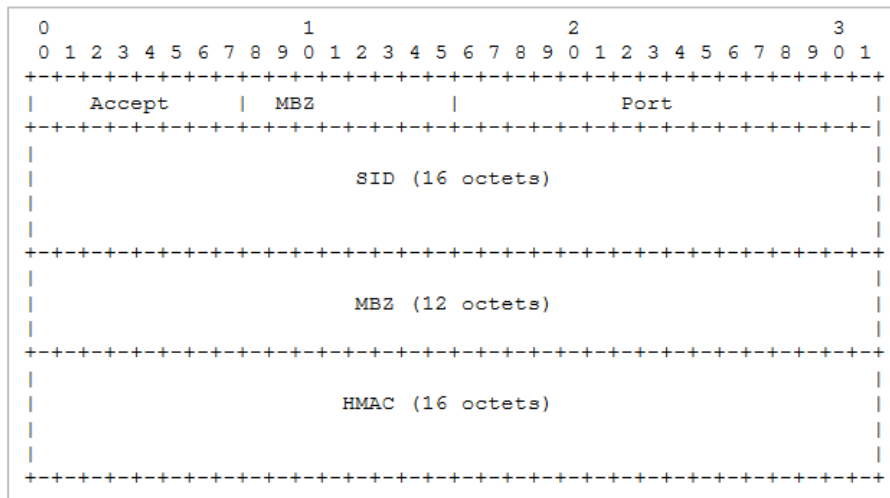 0                   1                   2                   3
0 1 2 3 4 5 6 7 8 9 0 1 2 3 4 5 6 7 8 9 0 1 2 3 4 5 6 7 8 9 0 1
+-+-+-+-+-+-+-+-+-+-+-+-+-+-+-+-+-+-+-+-+-+-+-+-+-+-+-+-+-+-+-+-+
|    Accept     |  MBZ          |            Port               |
+-+-+-+-+-+-+-+-+-+-+-+-+-+-+-+-+-+-+-+-+-+-+-+-+-+-+-+-+-+-+-+-|
|                                                               |
|                        SID (16 octets)                        |
|                                                               |
|                                                               |
+-+-+-+-+-+-+-+-+-+-+-+-+-+-+-+-+-+-+-+-+-+-+-+-+-+-+-+-+-+-+-+-+
|                                                               |
|                        MBZ (12 octets)                        |
|                                                               |
+-+-+-+-+-+-+-+-+-+-+-+-+-+-+-+-+-+-+-+-+-+-+-+-+-+-+-+-+-+-+-+-+
|                                                               |
|                       HMAC (16 octets)                        |
|                                                               |
|                                                               |
+-+-+-+-+-+-+-+-+-+-+-+-+-+-+-+-+-+-+-+-+-+-+-+-+-+-+-+-+-+-+-+-+